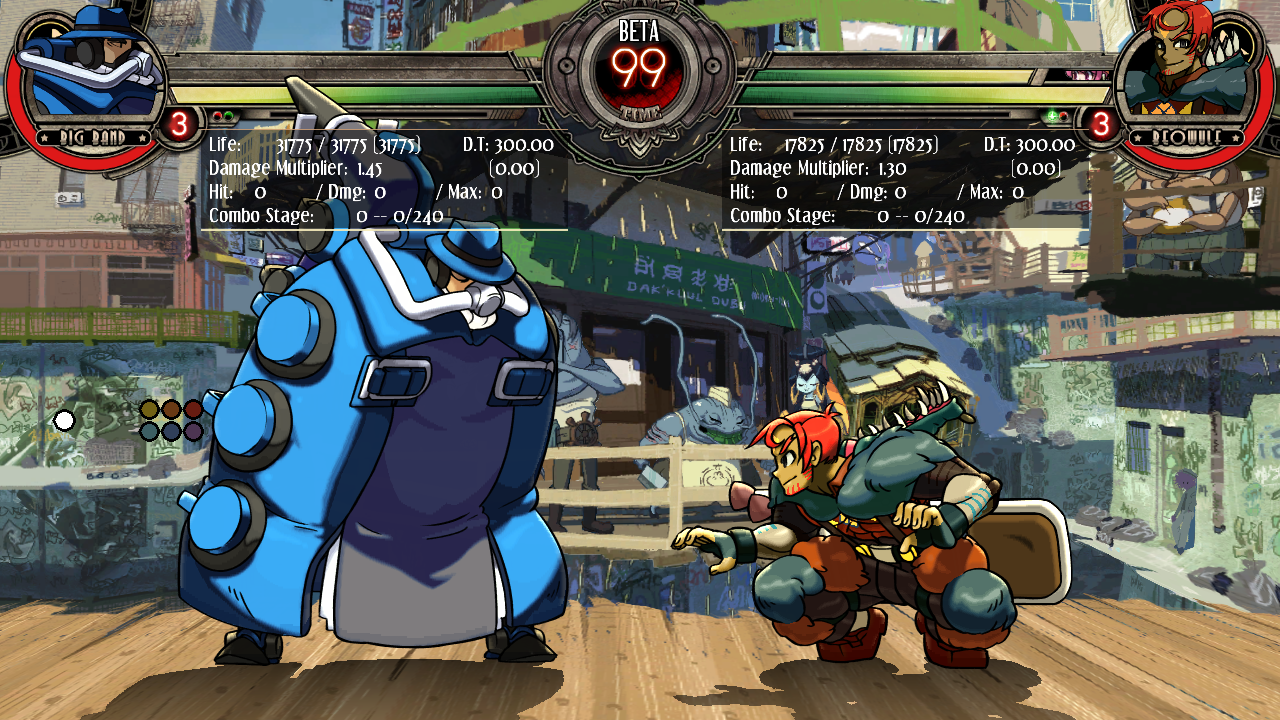 BETA
99
TIME
BIG BAND
3
3
BEOWULF
Life: 31775 / 31775 (31775) D.T: 300.00
Damage Multiplier: 1.45 (0.00)
Hit: 0 / Dmg: 0 / Max: 0
Combo Stage: 0 -- 0/240
Life: 17825 / 17825 (17825) D.T: 300.00
Damage Multiplier: 1.30 (0.00)
Hit: 0 / Dmg: 0 / Max: 0
Combo Stage: 0 -- 0/240
DAK'KULL